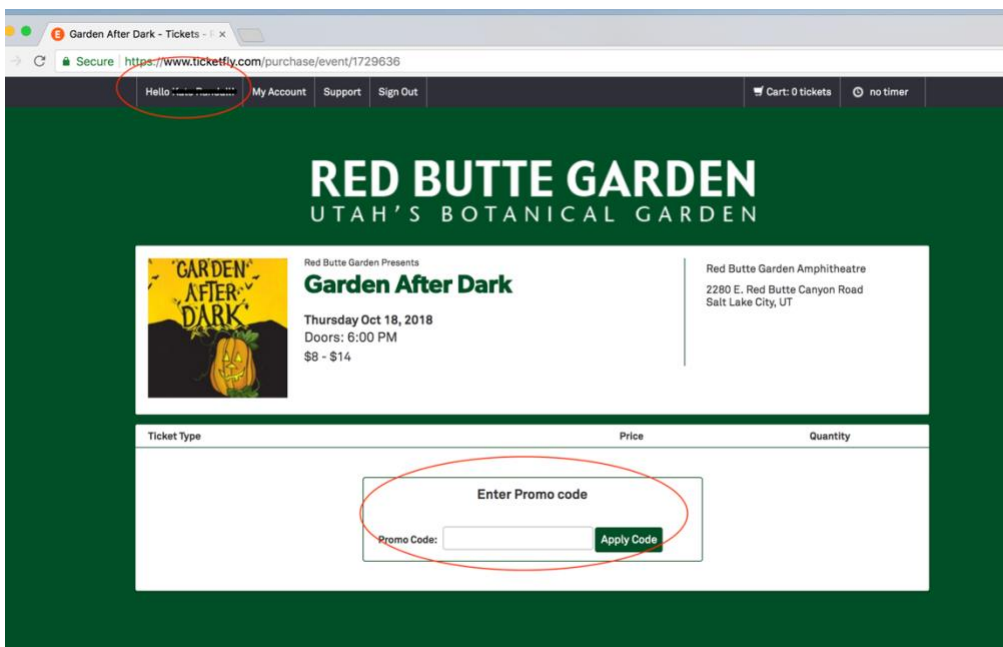 Garden After Dark - Tickets -
Secure https://www.ticketfly.com/purchase/event/1729636
Hello My Account Support Sign Out Cart: 0 tickets no timer
RED BUTTE GARDEN
UTAH'S BOTANICAL GARDEN
GARDEN
AFTER
DARK
Red Butte Garden Presents
Garden After Dark
Thursday Oct 18, 2018
Doors: 6:00 PM
$8 - $14
Red Butte Garden Amphitheatre
2280 E. Red Butte Canyon Road
Salt Lake City, UT
Ticket Type Price Quantity
Enter Promo code
Promo Code: Apply Code